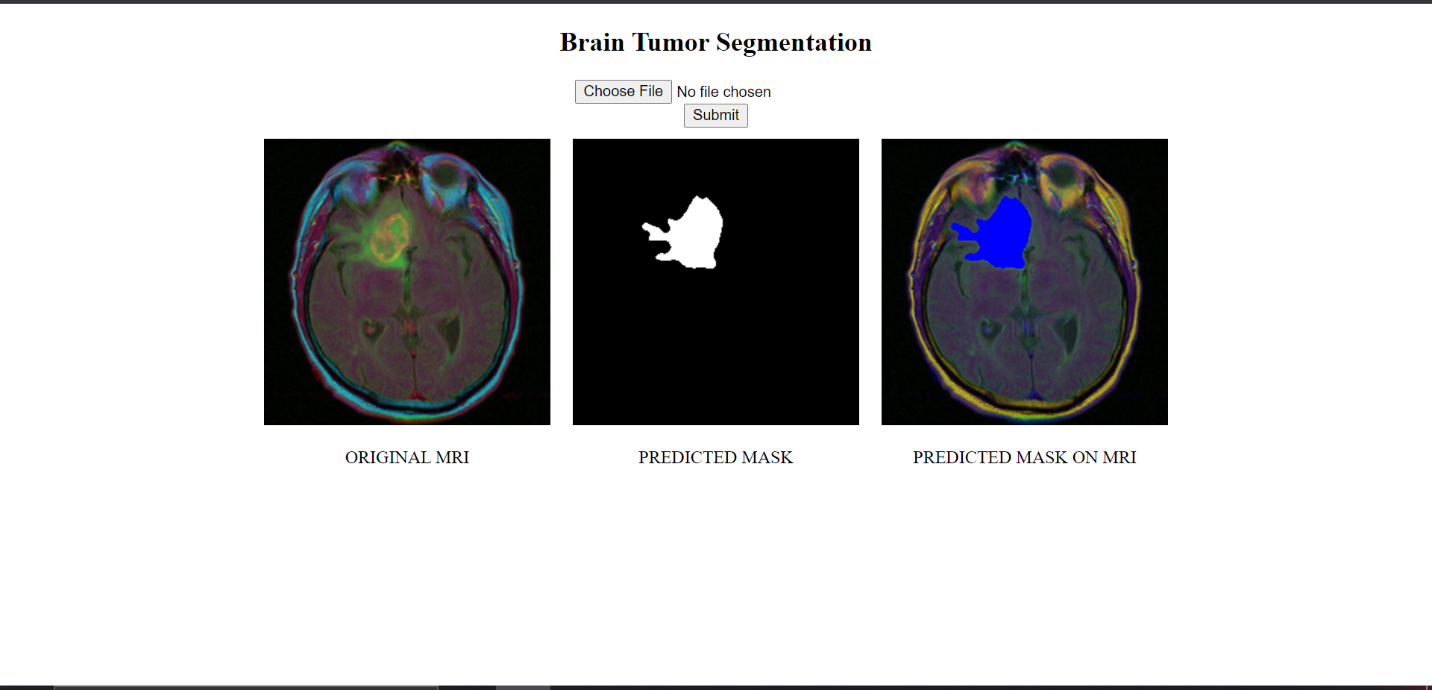 Brain Tumor Segmentation
Choose File No file chosen
Submit
ORIGINAL MRI
PREDICTED MASK
PREDICTED MASK ON MRI